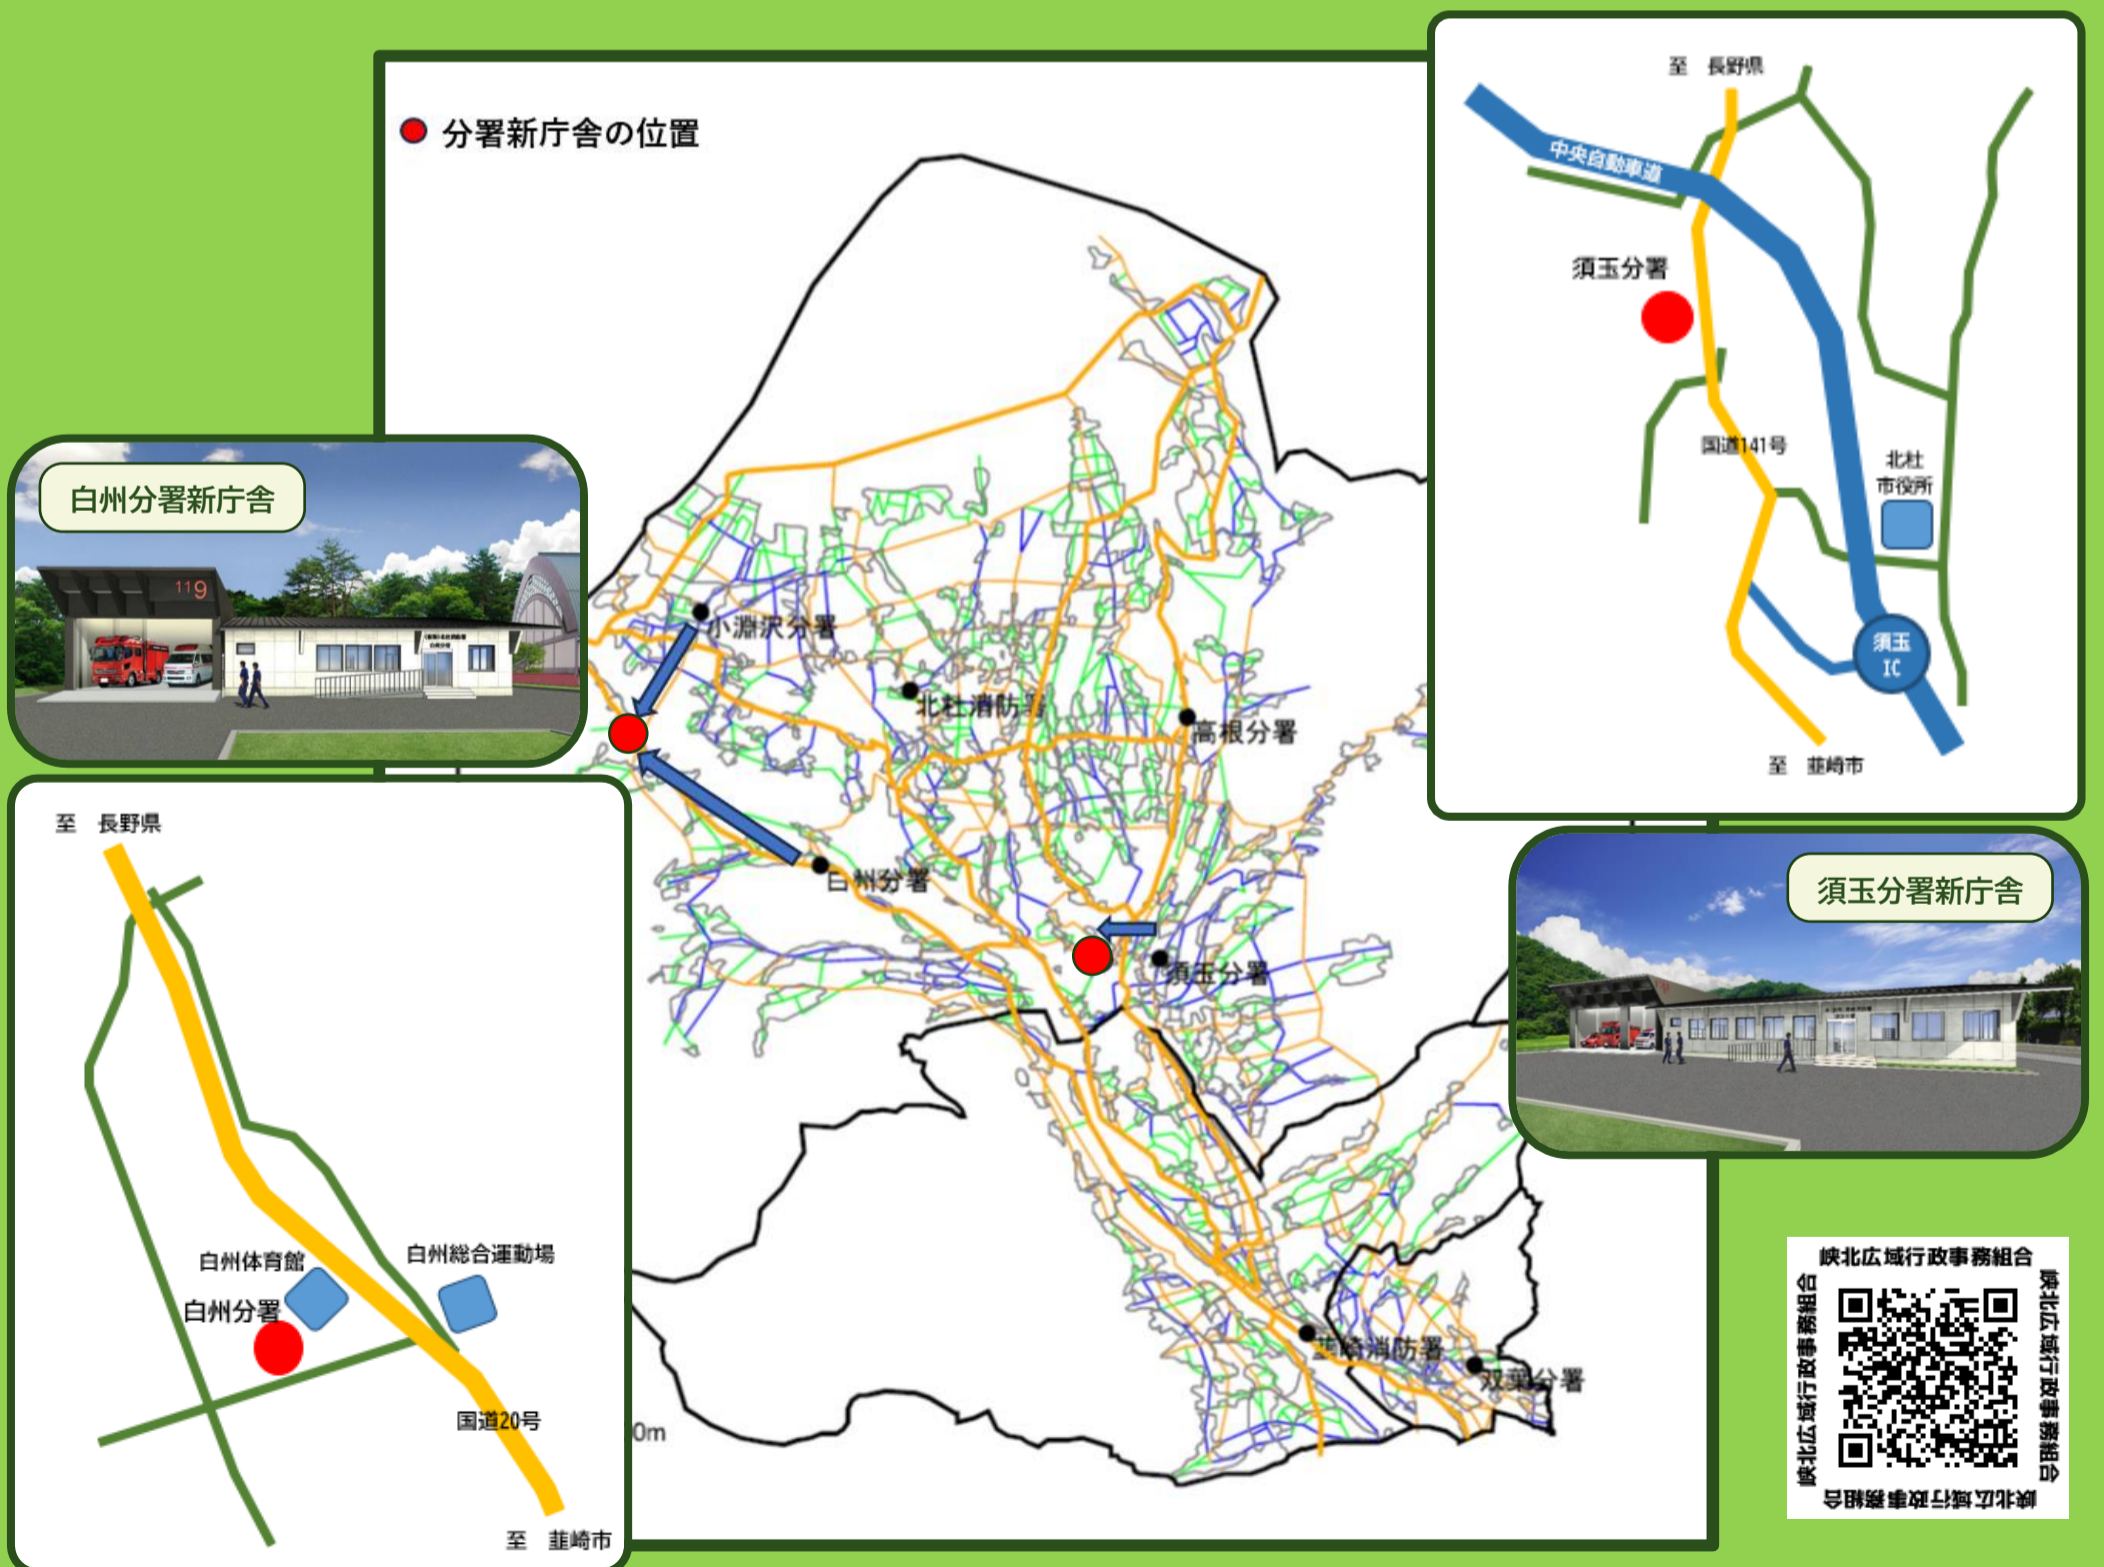 分署新庁舎の位置
小淵沢分署
北杜消防署
高根分署
白州分署
須玉分署
韮崎消防署
双葉分署
0m
白州分署新庁舎
119
至 長野県
白州体育館
白州総合運動場
白州分署
国道20号
至 韮崎市
至 長野県
中央自動車道
須玉分署
国道141号
北杜
市役所
須玉
IC
至 韮崎市
須玉分署新庁舎
峡北広域行政事務組合
峡北広域行政事務組合
峡北広域行政事務組合
峡北広域行政事務組合